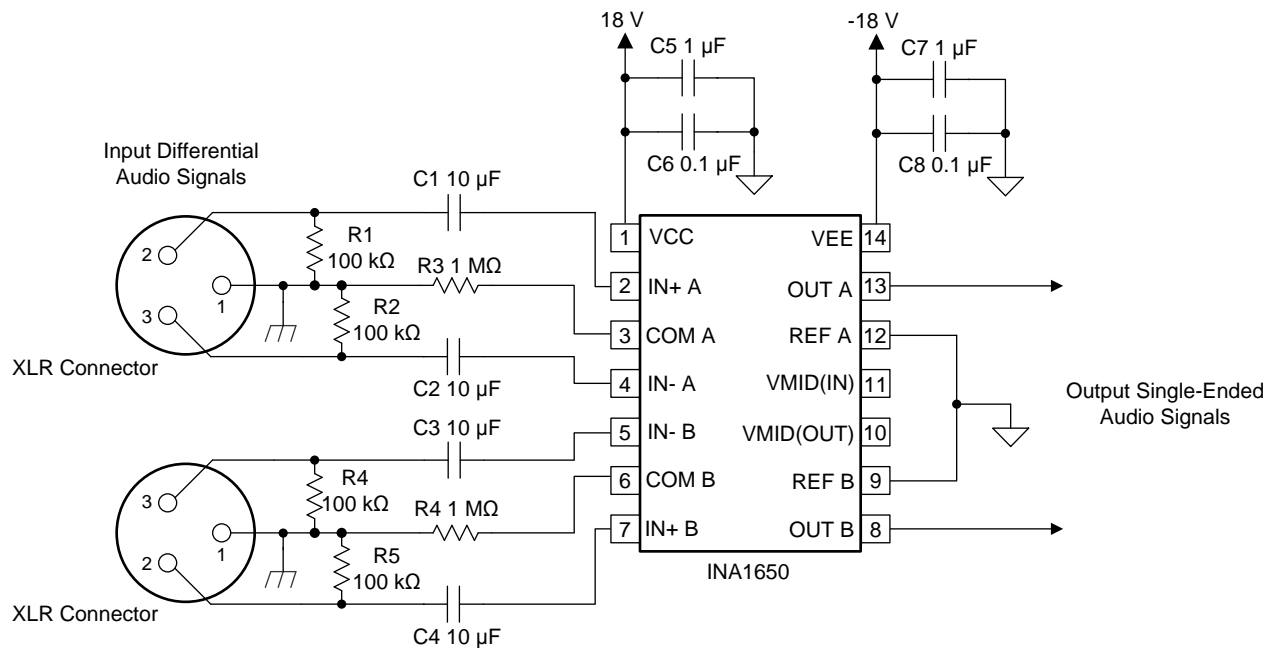 18 V
-18 V
C5 1 µF
C7 1 µF
C6 0.1 µF
C8 0.1 µF
Input Differential
Audio Signals
C1 10 µF
R1
100 kΩ
R3 1 MΩ
R2
100 kΩ
C2 10 µF
2
1
3
XLR Connector
C3 10 µF
R4
100 kΩ
R4 1 MΩ
R5
100 kΩ
C4 10 µF
3
1
2
XLR Connector
1 VCC
2 IN+ A
3 COM A
4 IN- A
5 IN- B
6 COM B
7 IN+ B
VEE 14
OUT A 13
REF A 12
VMID(IN) 11
VMID(OUT) 10
REF B 9
OUT B 8
INA1650
Output Single-Ended
Audio Signals